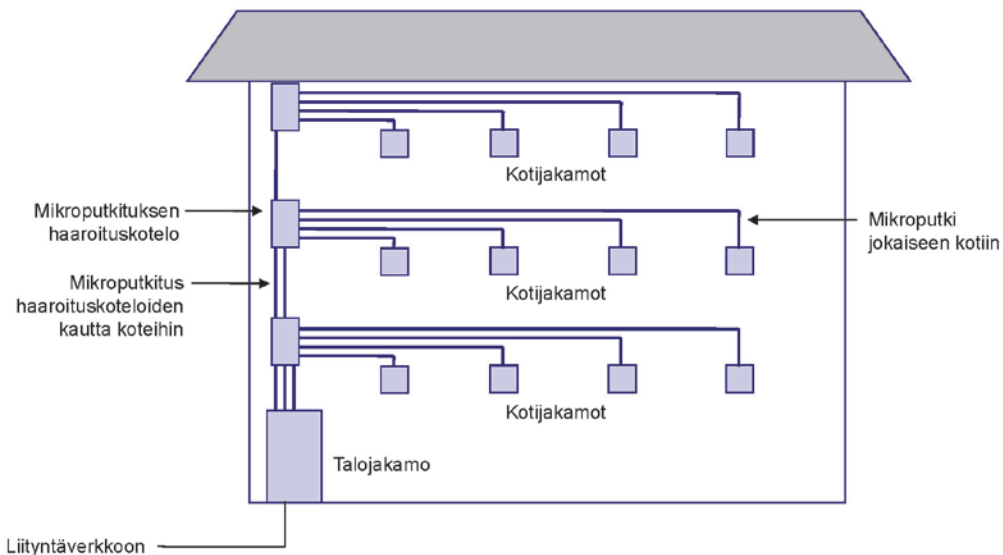 Kotijakamot
Mikroputkituksen
haaroituskotelo
Mikroputki
jokaiseen kotiin
Mikroputkitus
haaroituskoteloiden
kautta koteihin
Kotijakamot
Kotijakamot
Talojakamo
Liityntäverkkoon